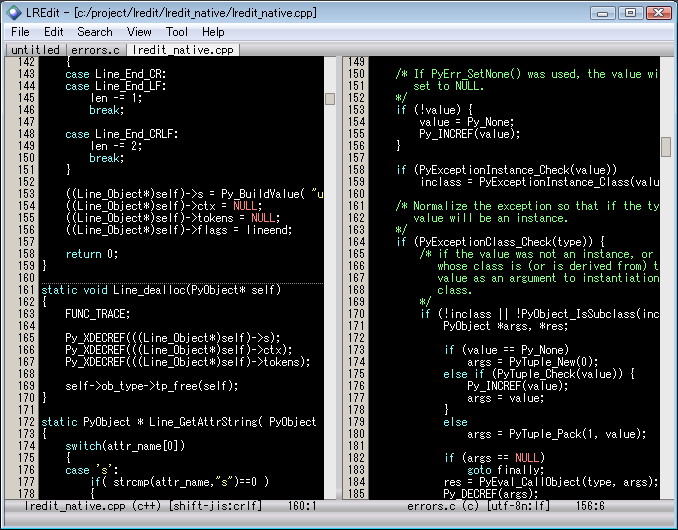 LREdit - [c:/project/lredit/lredit_native/lredit_native.cpp]
File Edit Search View Tool Help
untitled errors.c lredit_native.cpp
142 {
143 case Line_End_CR:
144 case Line_End_LF:
145 len -= 1;
146 break;
147
148 case Line_End_CRLF:
149 len -= 2;
150 break;
151 }
152
153 ((Line_Object*)self)->s = Py_BuildValue( "u
154 ((Line_Object*)self)->ctx = NULL;
155 ((Line_Object*)self)->tokens = NULL;
156 ((Line_Object*)self)->flags = lineend;
157
158 return 0;
159 }
160
161 static void Line_dealloc(PyObject* self)
162 {
163 FUNC_TRACE;
164
165 Py_XDECREF(((Line_Object*)self)->s);
166 Py_XDECREF(((Line_Object*)self)->ctx);
167 Py_XDECREF(((Line_Object*)self)->tokens);
168
169 self->ob_type->tp_free(self);
170 }
171
172 static PyObject * Line_GetAttrString( PyObject
173 {
174 switch(attr_name[0])
175 {
176 case 's':
177 if( strcmp(attr_name,"s")==0 )
178 {
lredit_native.cpp (c++) [shift-jis:crlf] 160:1
149
150 /* If PyErr_SetNone() was used, the value wi
151 set to NULL.
152 */
153 if (!value) {
154 value = Py_None;
155 Py_INCREF(value);
156 }
157
158 if (PyExceptionInstance_Check(value))
159 inclass = PyExceptionInstance_Class(valu
160
161 /* Normalize the exception so that if the ty
162 value will be an instance.
163 */
164 if (PyExceptionClass_Check(type)) {
165 /* if the value was not an instance, or
166 whose class is (or is derived from) t
167 value as an argument to instantiation
168 class.
169 */
170 if (!inclass || !PyObject_IsSubclass(inc
171 PyObject *args, *res;
172
173 if (value == Py_None)
174 args = PyTuple_New(0);
175 else if (PyTuple_Check(value)) {
176 Py_INCREF(value);
177 args = value;
178 }
179 else
180 args = PyTuple_Pack(1, value);
181
182 if (args == NULL)
183 goto finally;
184 res = PyEval_CallObject(type, args);
185 Py_DECREF(args);
errors.c (c) [utf-8n:lf] 156:6